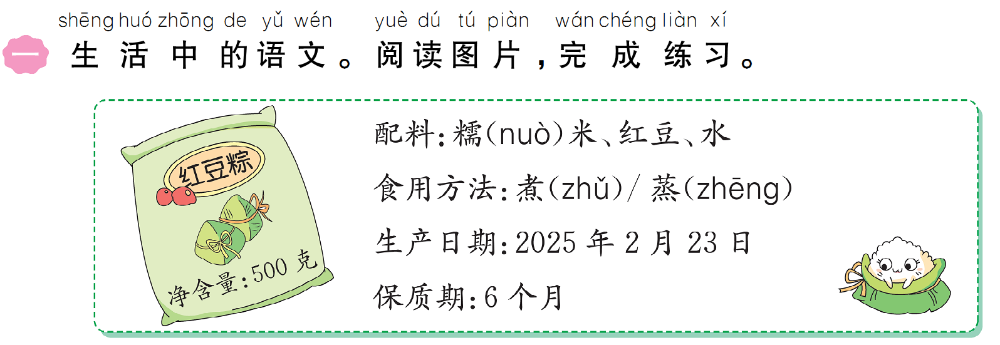 shēng huó zhōng de yǔ wén yuè dú tú piàn wán chéng liàn xí
一 生活中的语文。阅读图片,完成练习。
红豆粽
净含量:500克
配料:糯(nuò)米、红豆、水
食用方法:煮(zhǔ)/蒸(zhēng)
生产日期:2025年2月23日
保质期:6个月